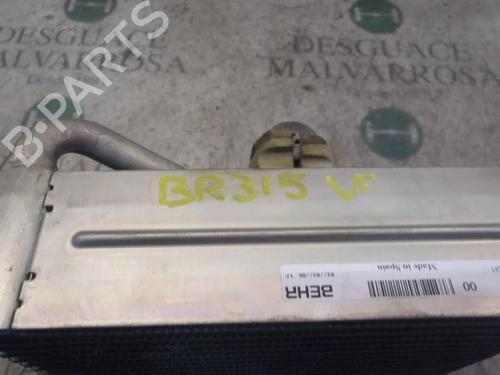 DESGUACE
MALVARROSA
DESGUACE
MALVARROSA
B-PARTS
BR315 VF
BEHR
Made in Spain
00